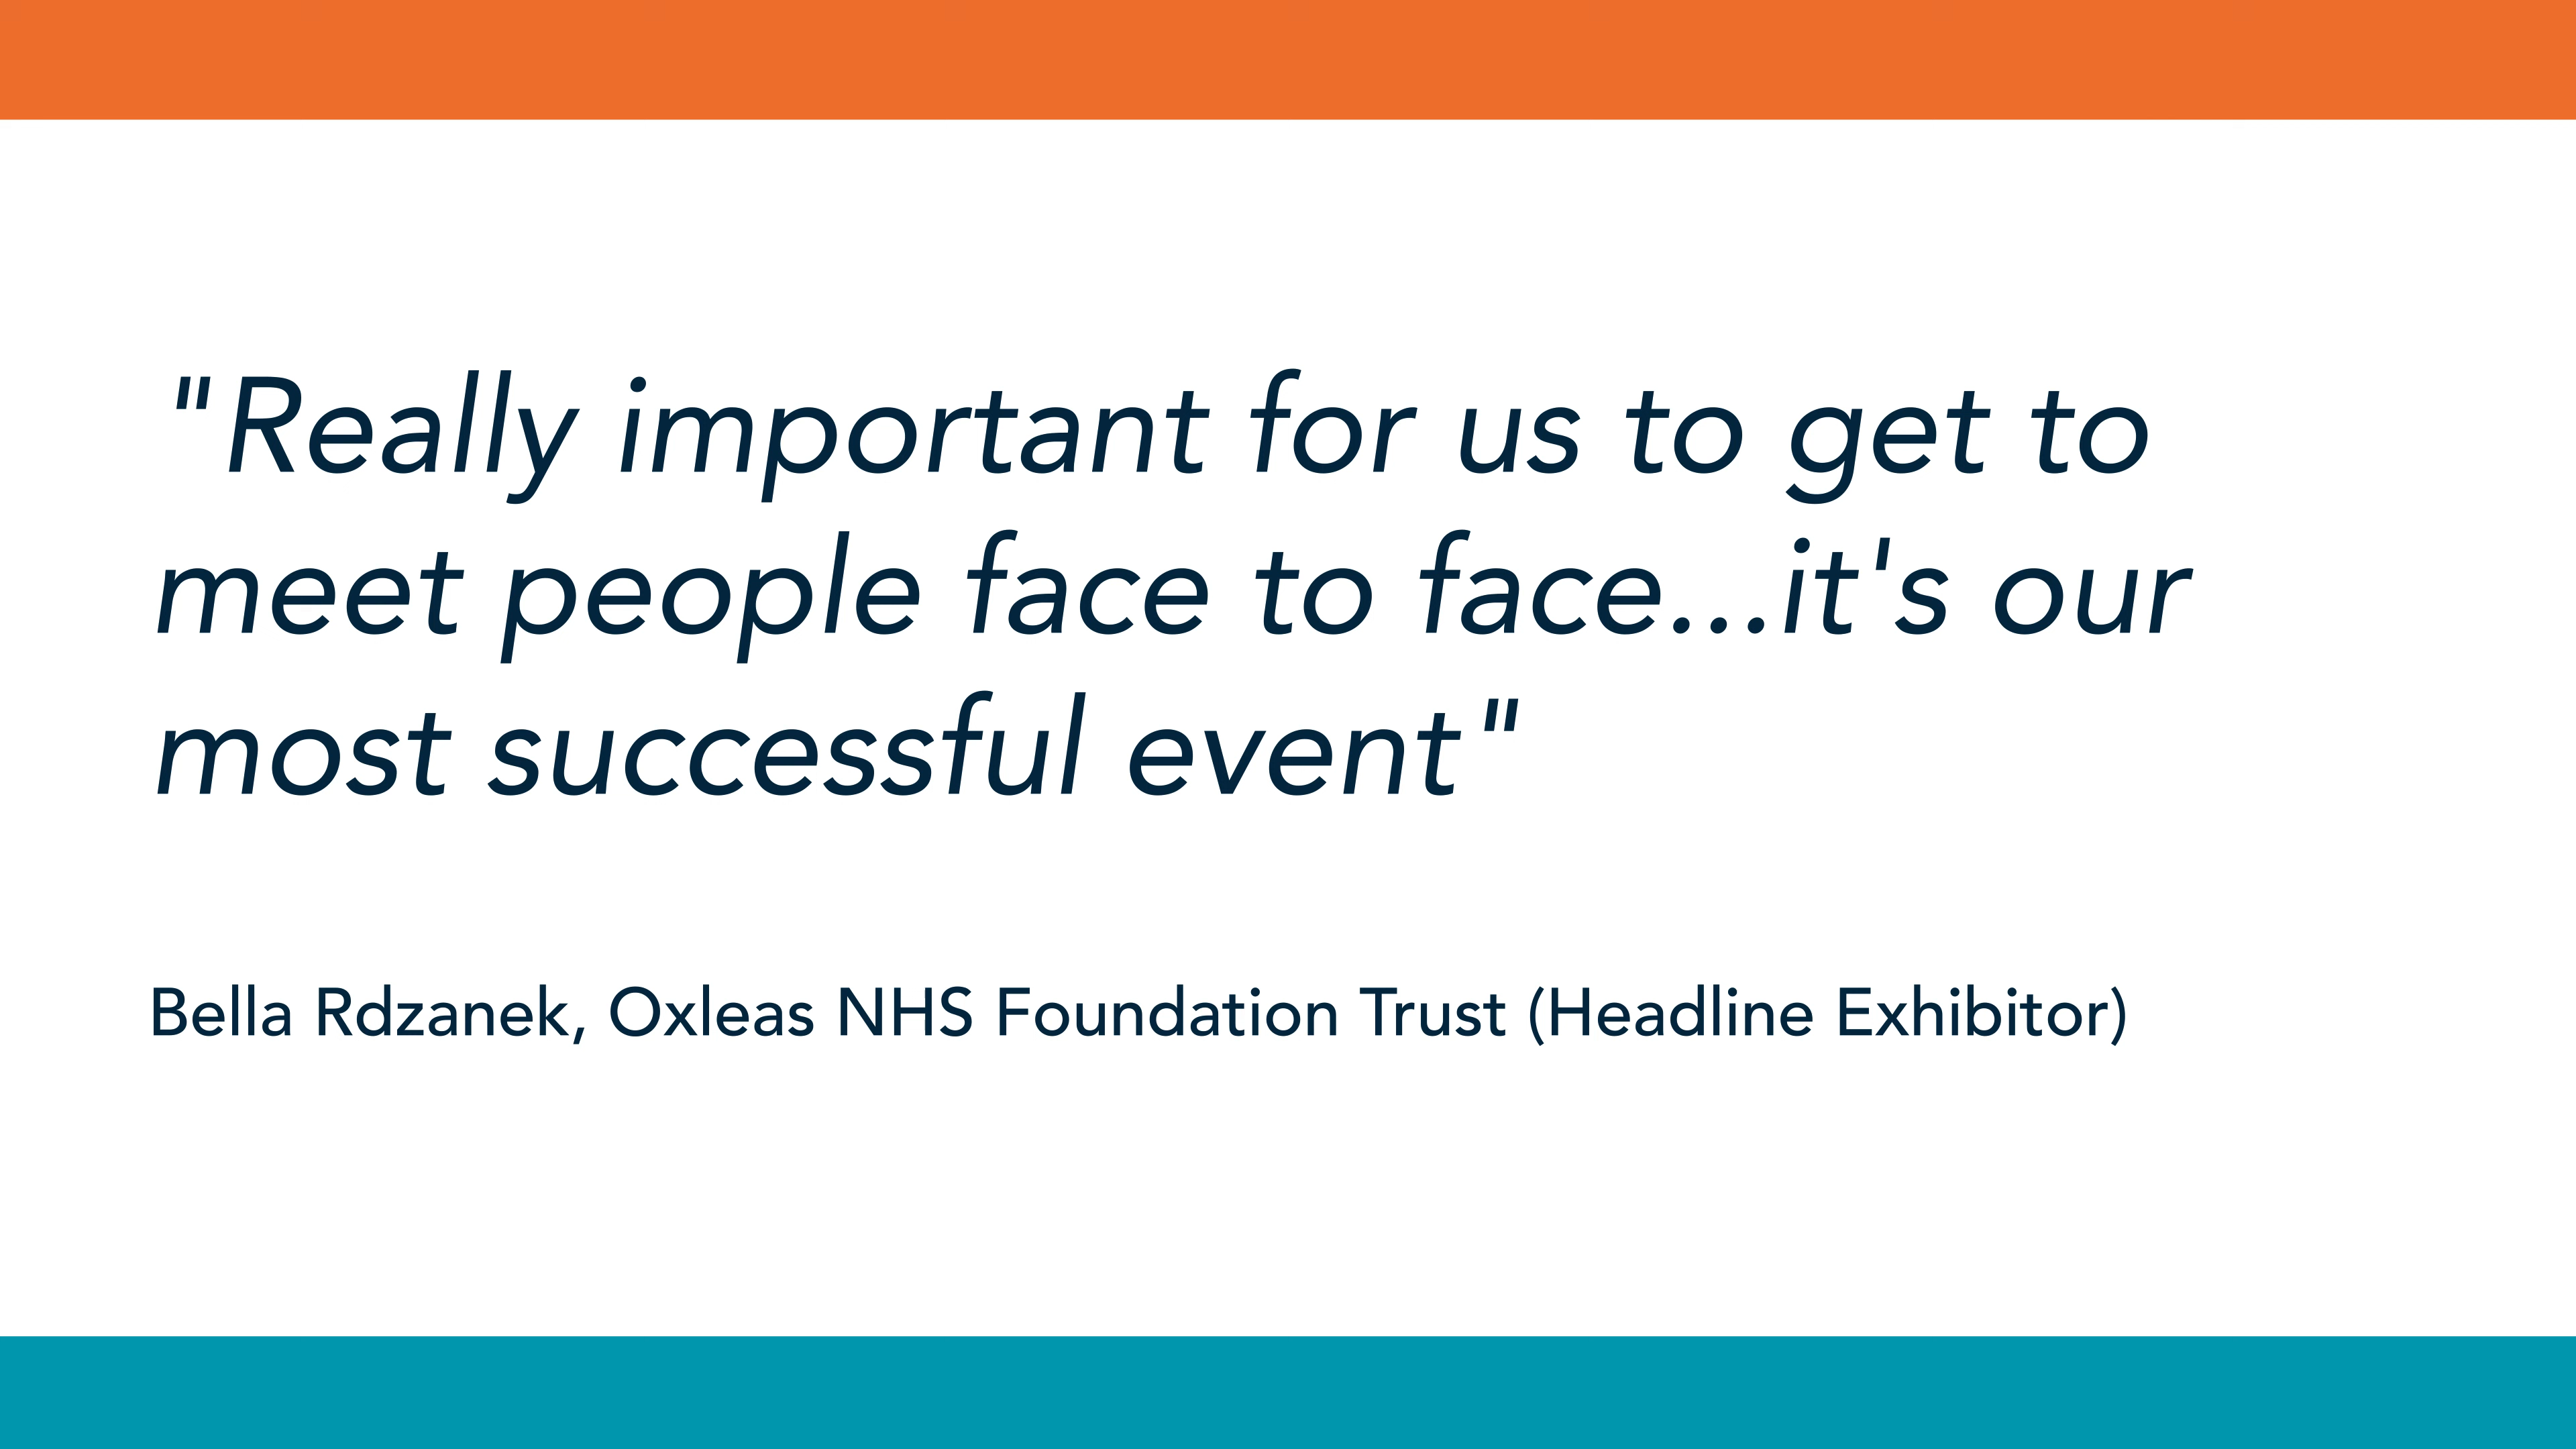 "Really important for us to get to
meet people face to face...it's our
most successful event"
Bella Rdzanek, Oxleas NHS Foundation Trust (Headline Exhibitor)